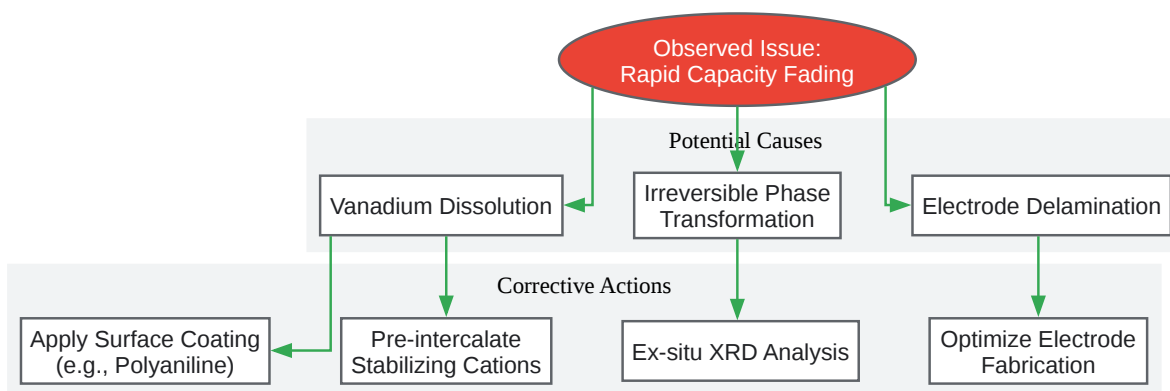 Observed Issue:
Rapid Capacity Fading
Potential Causes
Vanadium Dissolution
Irreversible Phase
Transformation
Electrode Delamination
Corrective Actions
Apply Surface Coating
(e.g., Polyaniline)
Pre-intercalate
Stabilizing Cations
Ex-situ XRD Analysis
Optimize Electrode
Fabrication